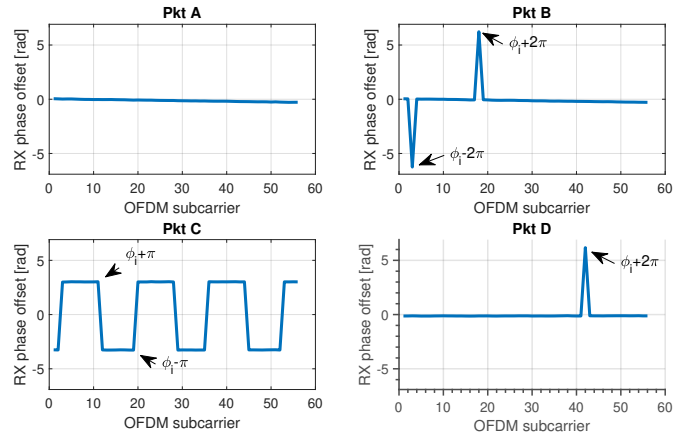 Pkt A
RX phase offset [rad]
5
0
-5
0 10 20 30 40 50 60
OFDM subcarrier
Pkt B
RX phase offset [rad]
5
0
-5
ϕi+2π
ϕi-2π
0 10 20 30 40 50 60
OFDM subcarrier
Pkt C
RX phase offset [rad]
5
0
-5
ϕi+π
ϕi-π
0 10 20 30 40 50 60
OFDM subcarrier
Pkt D
RX phase offset [rad]
5
0
-5
ϕi+2π
0 10 20 30 40 50 60
OFDM subcarrier